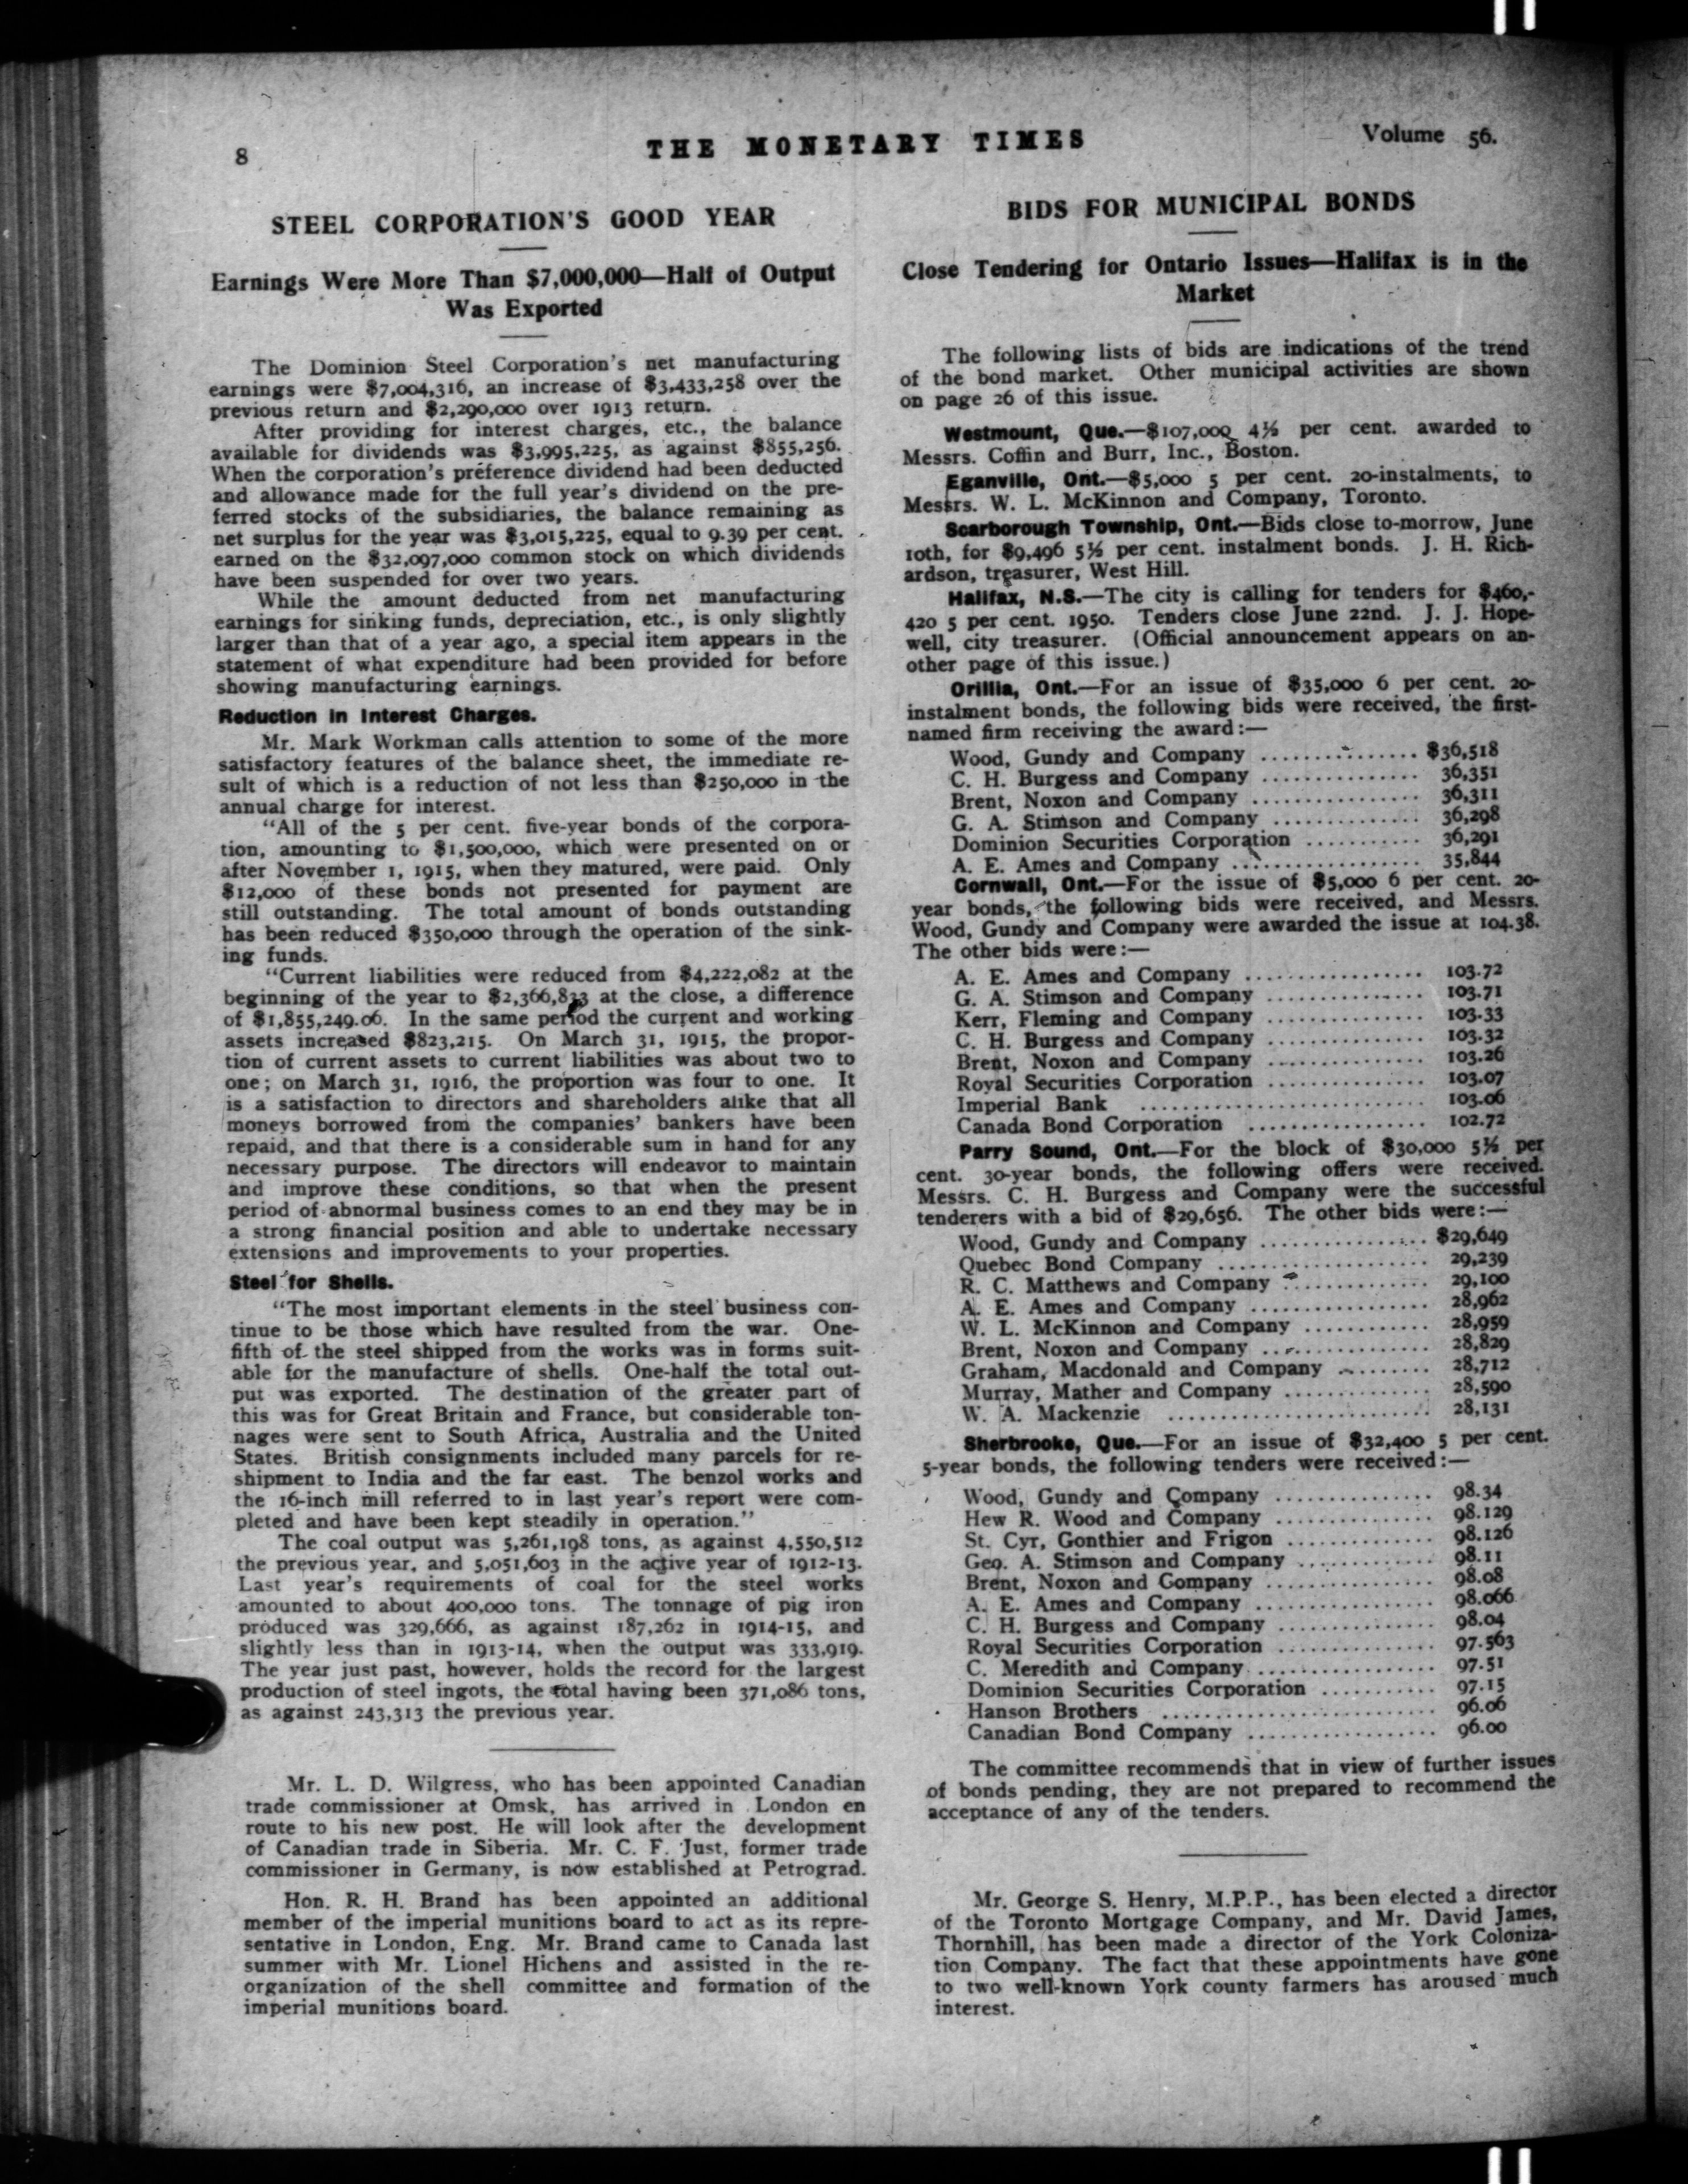 8
THE MONETARY TIMES
Volume 56.
STEEL CORPORATION'S GOOD YEAR
Earnings Were More Than $7,000,000—Half of Output
Was Exported
The Dominion Steel Corporation's net manufacturing
earnings were $7,004,316, an increase of $3,433,258 over the
previous return and $2,290,000 over 1913 return.
After providing for interest charges, etc., the balance
available for dividends was $3,995,225, as against $855,256.
When the corporation's preference dividend had been deducted
and allowance made for the full year's dividend on the pre-
ferred stocks of the subsidiaries, the balance remaining as
net surplus for the year was $3,015,225, equal to 9.39 per cent.
earned on the $32,097,000 common stock on which dividends
have been suspended for over two years.
While the amount deducted from net manufacturing
earnings for sinking funds, depreciation, etc., is only slightly
larger than that of a year ago, a special item appears in the
statement of what expenditure had been provided for before
showing manufacturing earnings.
Reduction in Interest Charges.
Mr. Mark Workman calls attention to some of the more
satisfactory features of the balance sheet, the immediate re-
sult of which is a reduction of not less than $250,000 in the
annual charge for interest.
"All of the 5 per cent. five-year bonds of the corpora-
tion, amounting to $1,500,000, which were presented on or
after November 1, 1915, when they matured, were paid. Only
$12,000 of these bonds not presented for payment are
still outstanding. The total amount of bonds outstanding
has been reduced $350,000 through the operation of the sink-
ing funds.
"Current liabilities were reduced from $4,222,082 at the
beginning of the year to $2,366,833 at the close, a difference
of $1,855,249.06. In the same period the current and working
assets increased $823,215. On March 31, 1915, the propor-
tion of current assets to current liabilities was about two to
one; on March 31, 1916, the proportion was four to one. It
is a satisfaction to directors and shareholders alike that all
moneys borrowed from the companies' bankers have been
repaid, and that there is a considerable sum in hand for any
necessary purpose. The directors will endeavor to maintain
and improve these conditions, so that when the present
period of abnormal business comes to an end they may be in
a strong financial position and able to undertake necessary
extensions and improvements to your properties.
Steel for Shells.
"The most important elements in the steel business con-
tinue to be those which have resulted from the war. One-
fifth of the steel shipped from the works was in forms suit-
able for the manufacture of shells. One-half the total out-
put was exported. The destination of the greater part of
this was for Great Britain and France, but considerable ton-
nages were sent to South Africa, Australia and the United
States. British consignments included many parcels for re-
shipment to India and the far east. The benzol works and
the 16-inch mill referred to in last year's report were com-
pleted and have been kept steadily in operation."
The coal output was 5,261,198 tons, as against 4,550,512
the previous year, and 5,051,603 in the active year of 1912-13.
Last year's requirements of coal for the steel works
amounted to about 400,000 tons. The tonnage of pig iron
produced was 329,666, as against 187,262 in 1914-15, and
slightly less than in 1913-14, when the output was 333,919.
The year just past, however, holds the record for the largest
production of steel ingots, the total having been 371,086 tons,
as against 243,313 the previous year.
Mr. L. D. Wilgress, who has been appointed Canadian
trade commissioner at Omsk, has arrived in London en
route to his new post. He will look after the development
of Canadian trade in Siberia. Mr. C. F. Just, former trade
commissioner in Germany, is now established at Petrograd.
Hon. R. H. Brand has been appointed an additional
member of the imperial munitions board to act as its repre-
sentative in London, Eng. Mr. Brand came to Canada last
summer with Mr. Lionel Hichens and assisted in the re-
organization of the shell committee and formation of the
imperial munitions board.
BIDS FOR MUNICIPAL BONDS
Close Tendering for Ontario Issues—Halifax is in the
Market
The following lists of bids are indications of the trend
of the bond market. Other municipal activities are shown
on page 26 of this issue.
Westmount, Que.—$107,000 4½ per cent. awarded to
Messrs. Coffin and Burr, Inc., Boston.
Eganville, Ont.—$5,000 5 per cent. 20-instalments, to
Messrs. W. L. McKinnon and Company, Toronto.
Scarborough Township, Ont.—Bids close to-morrow, June
10th, for $9,496 5½ per cent. instalment bonds. J. H. Rich-
ardson, treasurer, West Hill.
Halifax, N.S.—The city is calling for tenders for $460,-
420 5 per cent. 1950. Tenders close June 22nd. J. J. Hope-
well, city treasurer. (Official announcement appears on an-
other page of this issue.)
Orillia, Ont.—For an issue of $35,000 6 per cent. 20-
instalment bonds, the following bids were received, the first-
named firm receiving the award:—
Wood, Gundy and Company ............... $36,518
C. H. Burgess and Company ............... 36,351
Brent, Noxon and Company ................ 36,311
G. A. Stimson and Company .............. 36,298
Dominion Securities Corporation ........... 36,291
A. E. Ames and Company .................. 35,844
Cornwall, Ont.—For the issue of $5,000 6 per cent. 20-
year bonds, the following bids were received, and Messrs.
Wood, Gundy and Company were awarded the issue at 104.38.
The other bids were:—
A. E. Ames and Company ................. 103.72
G. A. Stimson and Company ............... 103.71
Kerr, Fleming and Company ............... 103.33
C. H. Burgess and Company ............... 103.32
Brent, Noxon and Company ............... 103.26
Royal Securities Corporation ............... 103.07
Imperial Bank ........................... 103.06
Canada Bond Corporation ................. 102.72
Parry Sound, Ont.—For the block of $30,000 5½ per
cent. 30-year bonds, the following offers were received.
Messrs. C. H. Burgess and Company were the successful
tenderers with a bid of $29,656. The other bids were:—
Wood, Gundy and Company ................ $29,649
Quebec Bond Company .................... 29,239
R. C. Matthews and Company .............. 29,100
A. E. Ames and Company ................. 28,962
W. L. McKinnon and Company ............ 28,959
Brent, Noxon and Company ................ 28,829
Graham, Macdonald and Company ......... 28,712
Murray, Mather and Company .............. 28,590
W. A. Mackenzie ......................... 28,131
Sherbrooke, Que.—For an issue of $32,400 5 per cent.
5-year bonds, the following tenders were received:—
Wood, Gundy and Company ............... 98.34
Hew R. Wood and Company ............... 98.129
St. Cyr, Gonthier and Frigon .............. 98.126
Geo. A. Stimson and Company ............. 98.11
Brent, Noxon and Company ................ 98.08
A. E. Ames and Company ................. 98.066
C. H. Burgess and Company ............... 98.04
Royal Securities Corporation ............... 97.563
C. Meredith and Company ................. 97.51
Dominion Securities Corporation ........... 97.15
Hanson Brothers .......................... 96.06
Canadian Bond Company .................. 96.00
The committee recommends that in view of further issues
of bonds pending, they are not prepared to recommend the
acceptance of any of the tenders.
Mr. George S. Henry, M.P.P., has been elected a director
of the Toronto Mortgage Company, and Mr. David James,
Thornhill, has been made a director of the York Coloniza-
tion Company. The fact that these appointments have gone
to two well-known York county farmers has aroused much
interest.